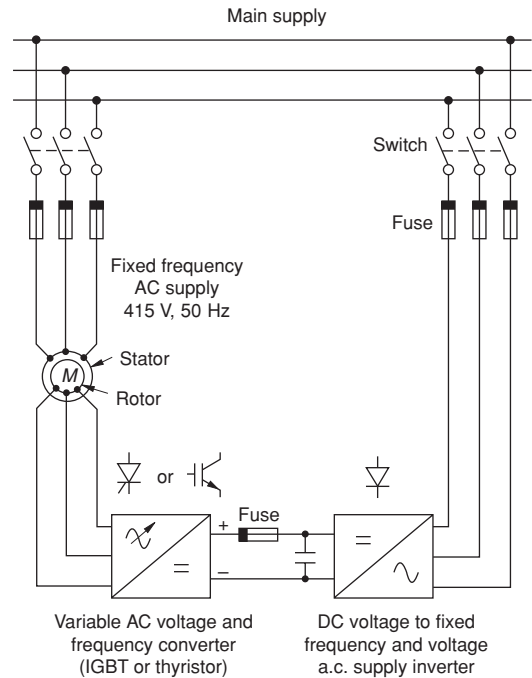 Main supply
Switch
Fuse
Fixed frequency
AC supply
415 V, 50 Hz
Stator
M
Rotor
or
Fuse
+
=
−
=
Variable AC voltage and
frequency converter
(IGBT or thyristor)
DC voltage to fixed
frequency and voltage
a.c. supply inverter